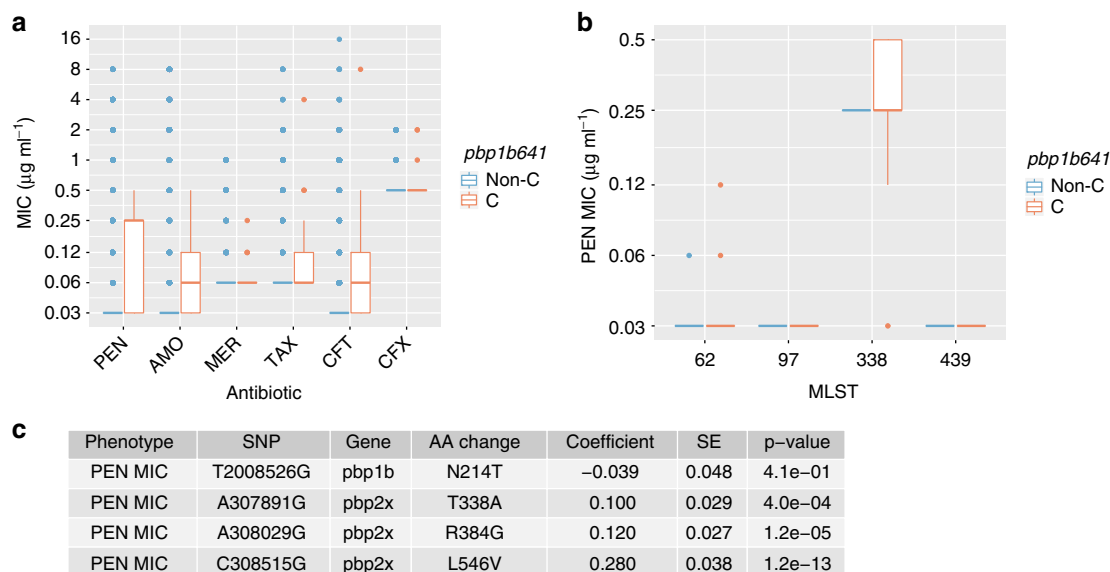 a
MIC (µg ml⁻¹)
16
8
4
2
1
0.5
0.25
0.12
0.06
0.03
PEN
AMO
MER
TAX
CFT
CFX
Antibiotic
pbp1b641
Non-C
C
b
PEN MIC (µg ml⁻¹)
0.5
0.25
0.12
0.06
0.03
62
97
338
439
MLST
pbp1b641
Non-C
C
c
Phenotype SNP Gene AA change Coefficient SE p−value
PEN MIC T2008526G pbp1b N214T −0.039 0.048 4.1e−01
PEN MIC A307891G pbp2x T338A 0.100 0.029 4.0e−04
PEN MIC A308029G pbp2x R384G 0.120 0.027 1.2e−05
PEN MIC C308515G pbp2x L546V 0.280 0.038 1.2e−13